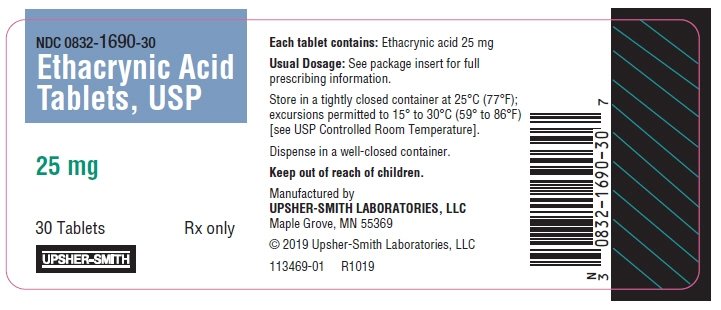 NDC 0832-1690-30
Ethacrynic Acid
Tablets, USP
25 mg
30 Tablets
Rx only
UPSHER-SMITH
Each tablet contains: Ethacrynic acid 25 mg
Usual Dosage: See package insert for full
prescribing information.
Store in a tightly closed container at 25°C (77°F);
excursions permitted to 15° to 30°C (59° to 86°F)
[see USP Controlled Room Temperature].
Dispense in a well-closed container.
Keep out of reach of children.
Manufactured by
UPSHER-SMITH LABORATORIES, LLC
Maple Grove, MN 55369
© 2019 Upsher-Smith Laboratories, LLC
113469-01 R1019
N
3 0832-1690-30 7